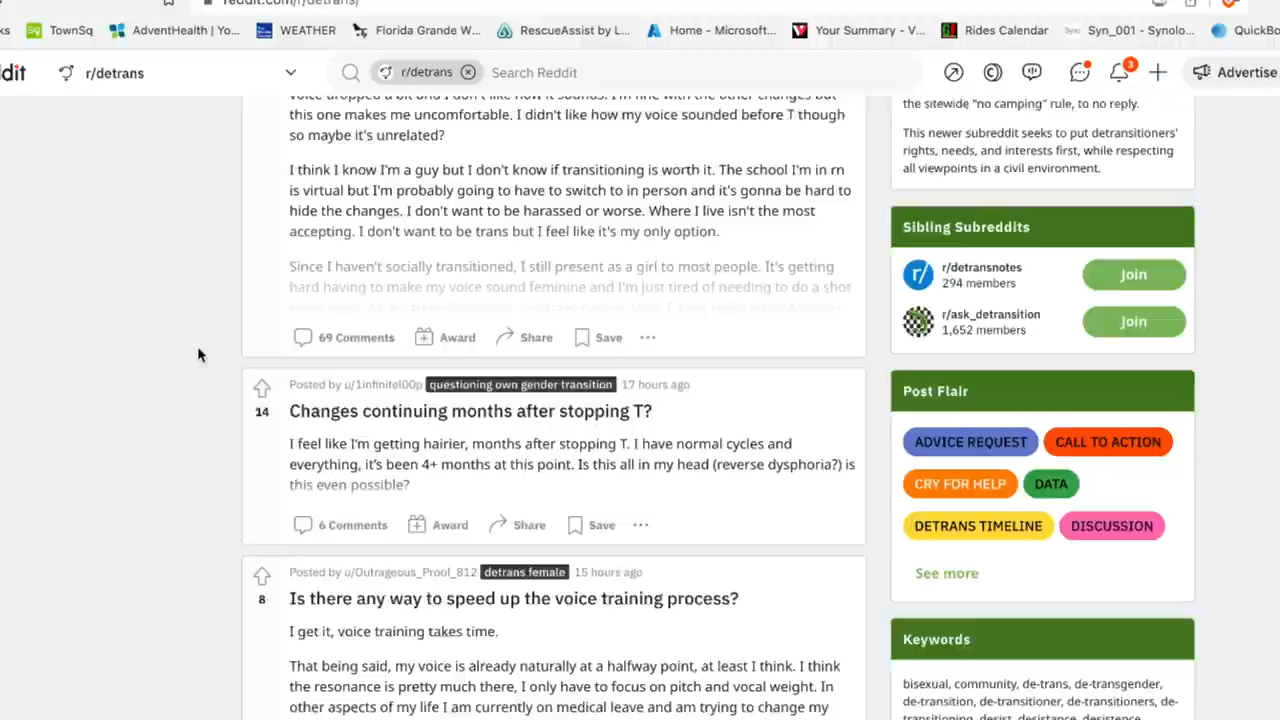 reddit.com/r/detrans/
ks TownSq AdventHealth | Yo... WEATHER Florida Grande W... RescueAssist by L... Home - Microsoft... Your Summary - V... Rides Calendar Syn_001 - Synolo... QuickBo
dit r/detrans r/detrans Search Reddit 3 Advertise
voice dropped a bit and I don't like how it sounds. I'm fine with the other changes but
this one makes me uncomfortable. I didn't like how my voice sounded before T though
so maybe it's unrelated?
I think I know I'm a guy but I don't know if transitioning is worth it. The school I'm in rn
is virtual but I'm probably going to have to switch to in person and it's gonna be hard to
hide the changes. I don't want to be harassed or worse. Where I live isn't the most
accepting. I don't want to be trans but I feel like it's my only option.
Since I haven't socially transitioned, I still present as a girl to most people. It's getting
hard having to make my voice sound feminine and I'm just tired of needing to do a shot
69 Comments Award Share Save
Posted by u/1infinitel00p questioning own gender transition 17 hours ago
14
Changes continuing months after stopping T?
I feel like I'm getting hairier, months after stopping T. I have normal cycles and
everything, it's been 4+ months at this point. Is this all in my head (reverse dysphoria?) is
this even possible?
6 Comments Award Share Save
Posted by u/Outrageous_Proof_812 detrans female 15 hours ago
8
Is there any way to speed up the voice training process?
I get it, voice training takes time.
That being said, my voice is already naturally at a halfway point, at least I think. I think
the resonance is pretty much there, I only have to focus on pitch and vocal weight. In
other aspects of my life I am currently on medical leave and am trying to change my
the sitewide "no camping" rule, to no reply.
This newer subreddit seeks to put detransitioners'
rights, needs, and interests first, while respecting
all viewpoints in a civil environment.
Sibling Subreddits
r/detransnotes
294 members
Join
r/ask_detransition
1,652 members
Join
Post Flair
ADVICE REQUEST CALL TO ACTION
CRY FOR HELP DATA
DETRANS TIMELINE DISCUSSION
See more
Keywords
bisexual, community, de-trans, de-transgender,
de-transition, de-transitioner, de-transitioners, de-
transitioning, desist, desistance, desistence